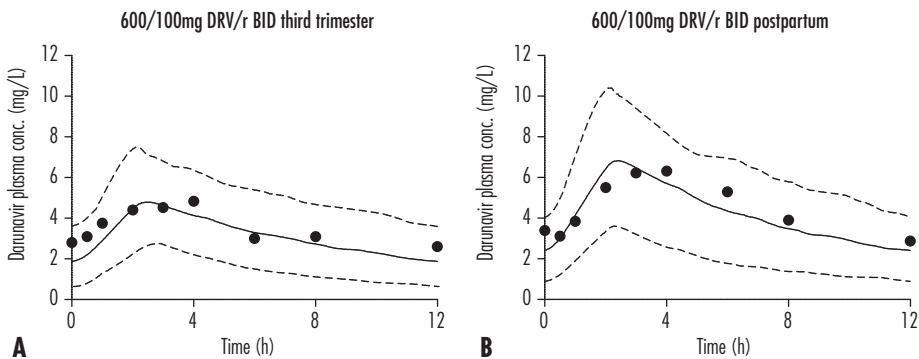 600/100mg DRV/r BID third trimester
Darunavir plasma conc. (mg/L)
12
10
8
6
4
2
0
0 4 8 12
Time (h)
A
600/100mg DRV/r BID postpartum
Darunavir plasma conc. (mg/L)
12
10
8
6
4
2
0
0 4 8 12
Time (h)
B